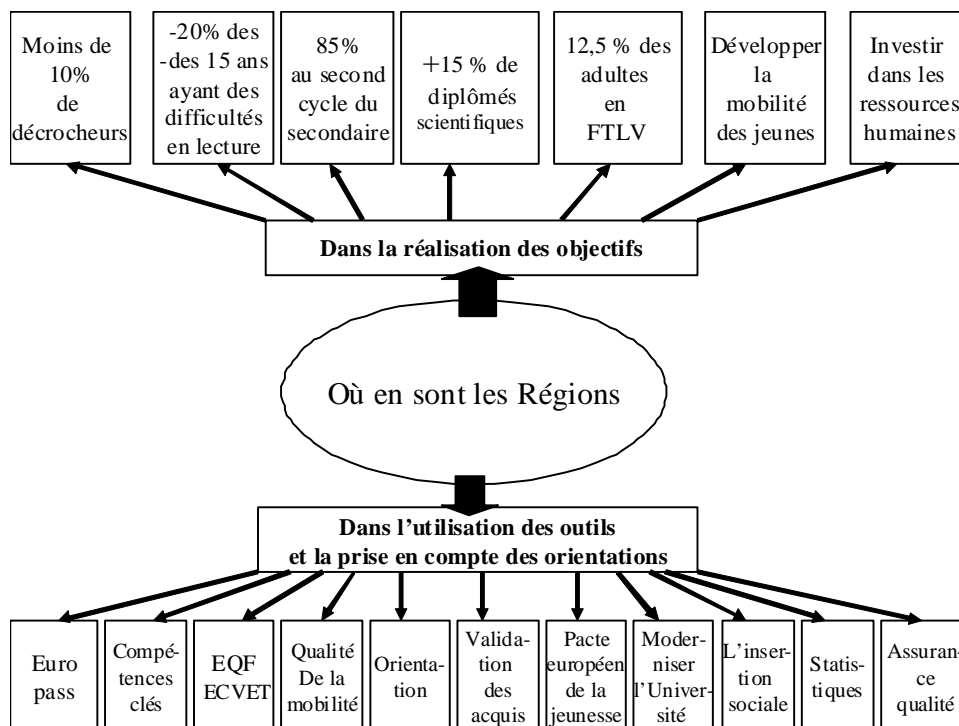 Moins de
10%
de
décrocheurs
-20% des
-des 15 ans
ayant des
difficultés
en lecture
85%
au second
cycle du
secondaire
+15 % de
diplômés
scientifiques
12,5 % des
adultes
en
FTLV
Développer
la
mobilité
des jeunes
Investir
dans les
ressources
humaines
Dans la réalisation des objectifs
Où en sont les Régions
Dans l'utilisation des outils
et la prise en compte des orientations
Euro
pass
Compé-
tences
clés
EQF
ECVET
Qualité
De la
mobilité
Orienta-
tion
Valida-
tion
des
acquis
Pacte
européen
de la
jeunesse
Moder-
niser
l'Univer-
sité
L'inser-
tion
sociale
Statis-
tiques
Assuran-
ce
qualité